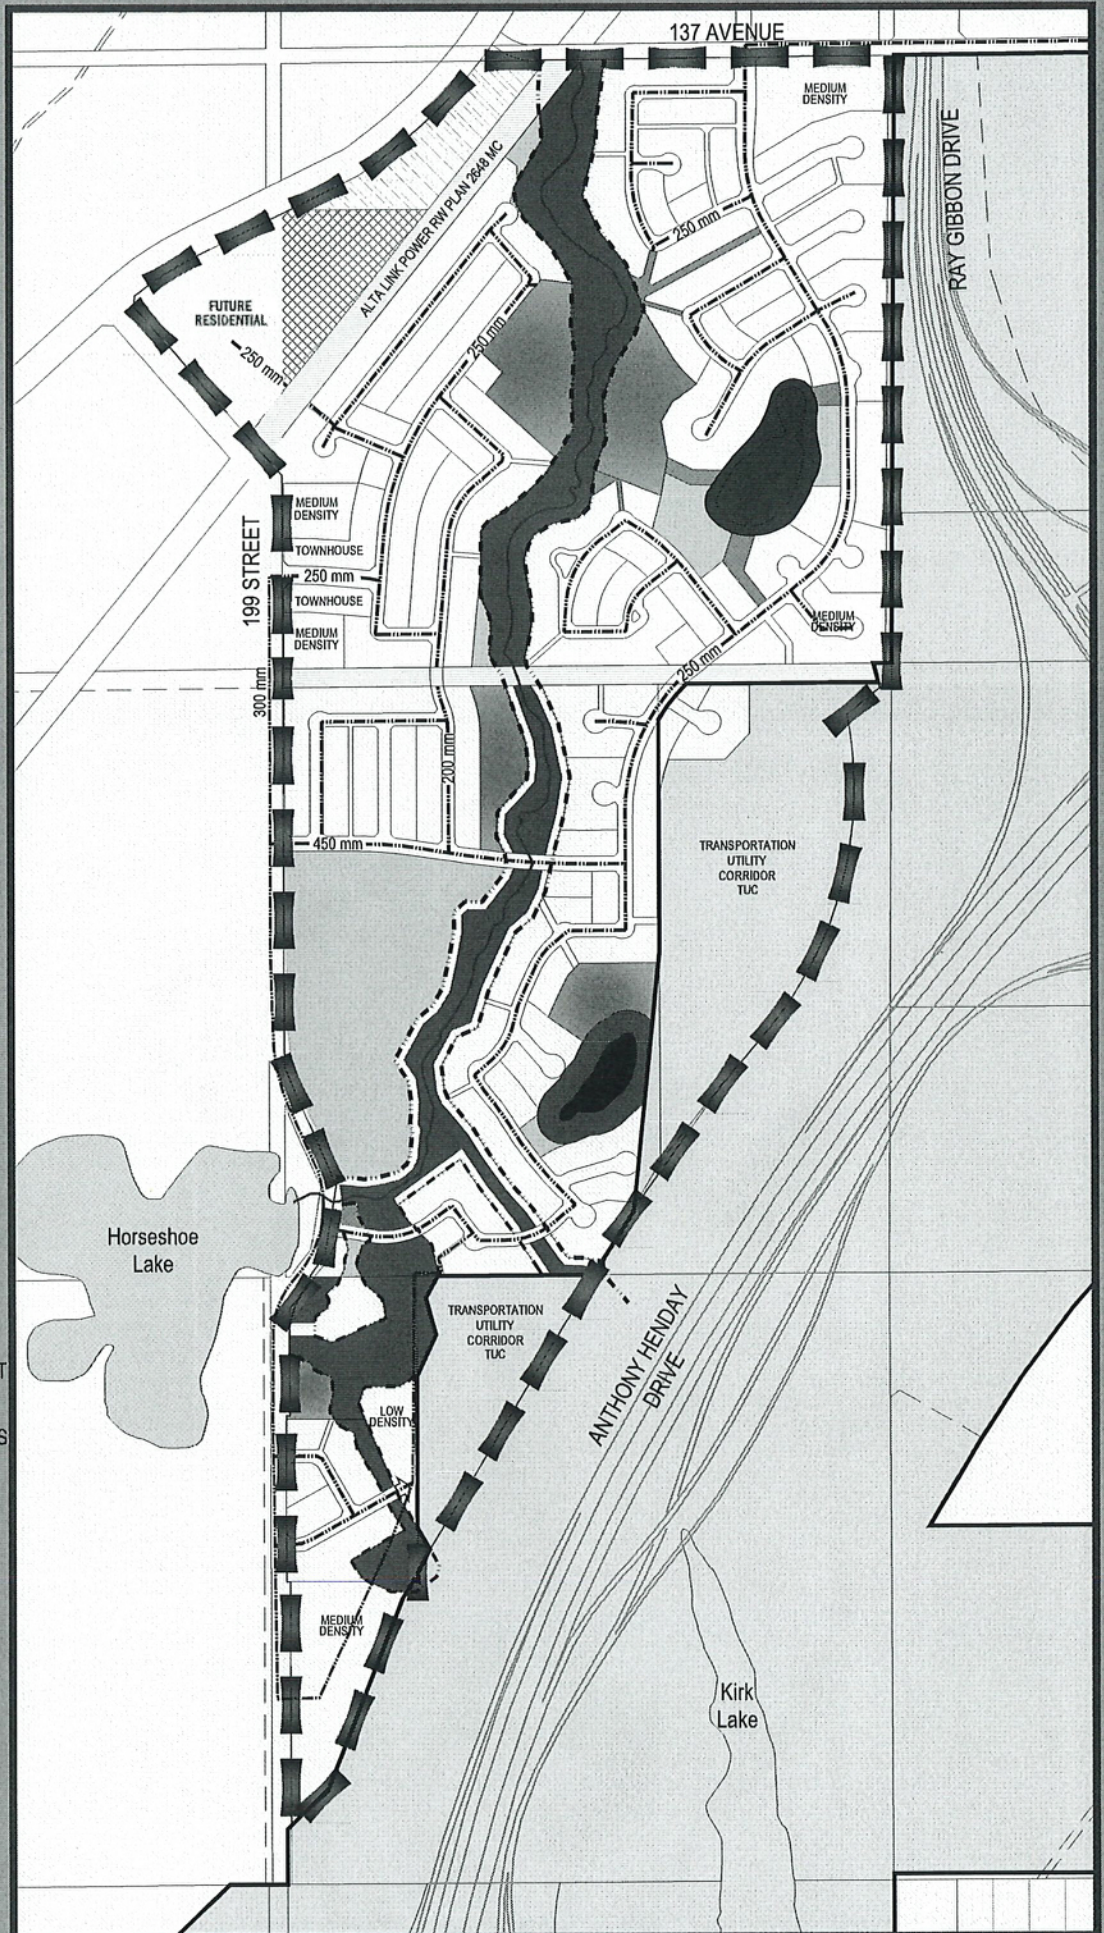 137 AVENUE
MEDIUM
DENSITY
RAY GIBBON DRIVE
ALTA LINK POWER RW PLAN 2648 MC
250 mm
FUTURE
RESIDENTIAL
250 mm
250 mm
MEDIUM
DENSITY
199 STREET
TOWNHOUSE
250 mm
TOWNHOUSE
MEDIUM
DENSITY
MEDIUM
DENSITY
250 mm
300 mm
200 mm
450 mm
TRANSPORTATION
UTILITY
CORRIDOR
TUC
Horseshoe
Lake
TRANSPORTATION
UTILITY
CORRIDOR
TUC
ANTHONY HENDAY
DRIVE
T
LOW
DENSITY
S
MEDIUM
DENSITY
Kirk
Lake